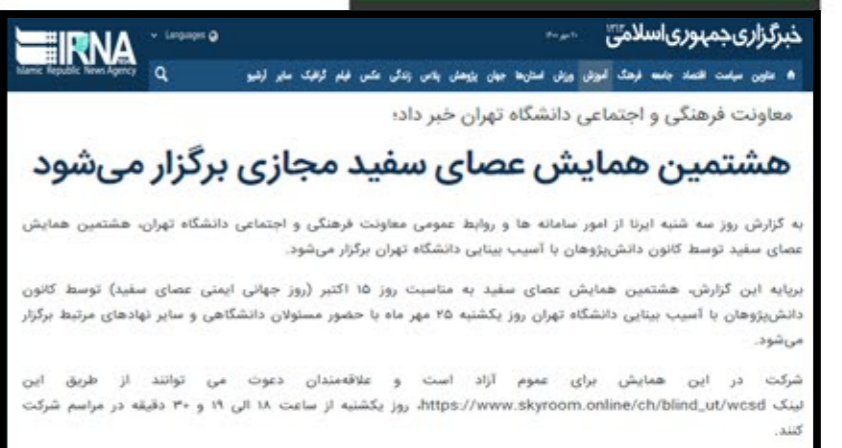 خبرگزاری جمهوری اسلامی
IRNA
Islamic Republic News Agency
Languages
عناوین سیاست اقتصاد جامعه فرهنگ آموزش ورزش استان‌ها جهان پژوهش پلاس زندگی عکس فیلم گرافیک سایر آرشیو
معاونت فرهنگی و اجتماعی دانشگاه تهران خبر داد؛
هشتمین همایش عصای سفید مجازی برگزار می‌شود
به گزارش روز سه شنبه ایرنا از امور سامانه ها و روابط عمومی معاونت فرهنگی و اجتماعی دانشگاه تهران، هشتمین همایش
عصای سفید توسط کانون دانش‌پژوهان با آسیب بینایی دانشگاه تهران برگزار می‌شود.
برپایه این گزارش، هشتمین همایش عصای سفید به مناسبت روز ۱۵ اکتبر (روز جهانی ایمنی عصای سفید) توسط کانون
دانش‌پژوهان با آسیب بینایی دانشگاه تهران روز یکشنبه ۲۵ مهر ماه با حضور مسئولان دانشگاهی و سایر نهادهای مرتبط برگزار
می‌شود.
شرکت در این همایش برای عموم آزاد است و علاقه‌مندان دعوت می توانند از طریق این
لینک https://www.skyroom.online/ch/blind_ut/wcsd، روز یکشنبه از ساعت ۱۸ الی ۱۹ و ۳۰ دقیقه در مراسم شرکت
کنند.